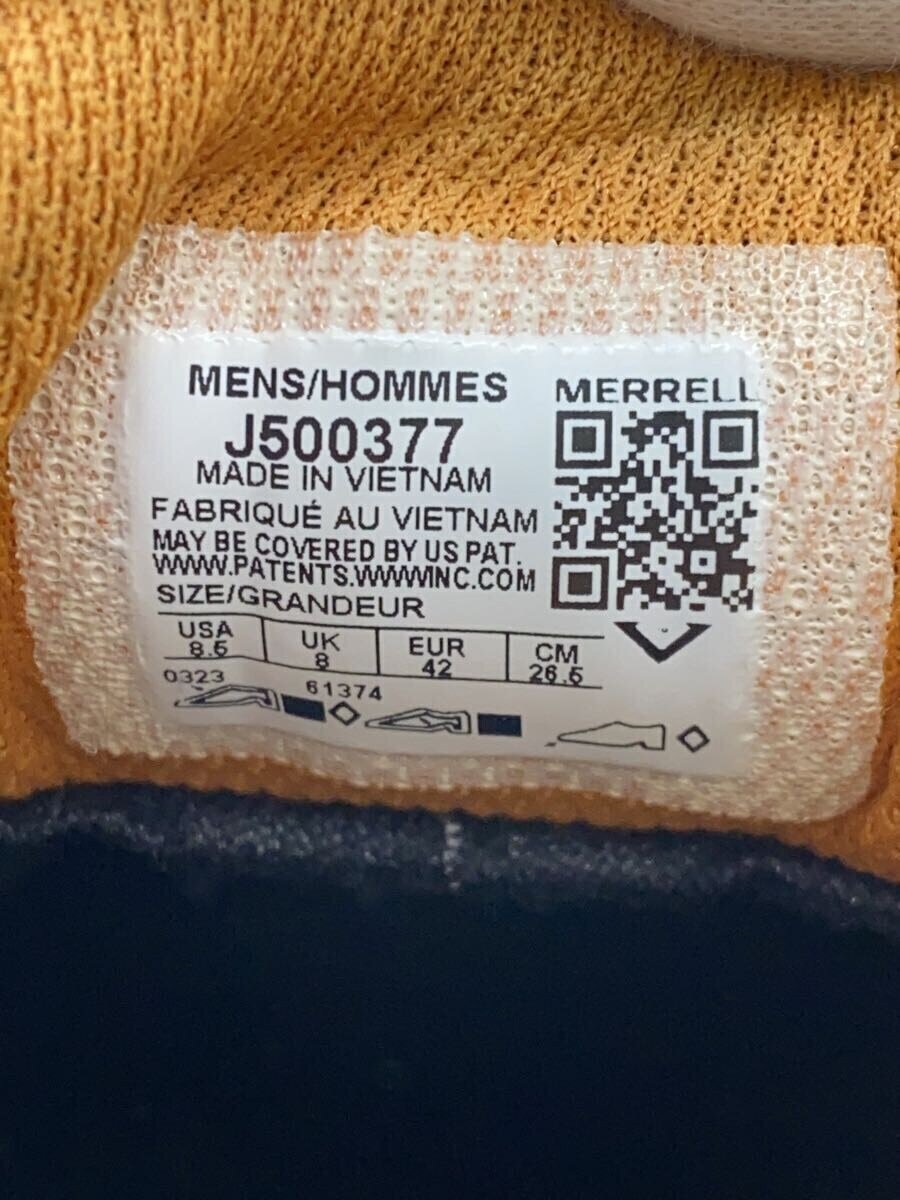 MENS/HOMMES
MERRELL
J500377
MADE IN VIETNAM
FABRIQUÉ AU VIETNAM
MAY BE COVERED BY US PAT.
WWW.PATENTS.WWWINC.COM
SIZE/GRANDEUR
USA UK EUR CM
8.5 8 42 26.5
0323 61374